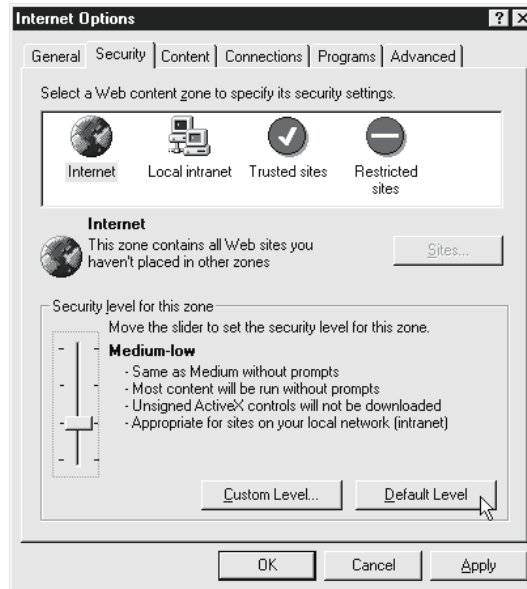 Internet Options
General Security Content Connections Programs Advanced
Select a Web content zone to specify its security settings.
Internet Local intranet Trusted sites Restricted
sites
Internet
This zone contains all Web sites you
haven't placed in other zones
Sites...
Security level for this zone
Move the slider to set the security level for this zone.
Medium-low
- Same as Medium without prompts
- Most content will be run without prompts
- Unsigned ActiveX controls will not be downloaded
- Appropriate for sites on your local network (intranet)
Custom Level... Default Level
OK Cancel Apply